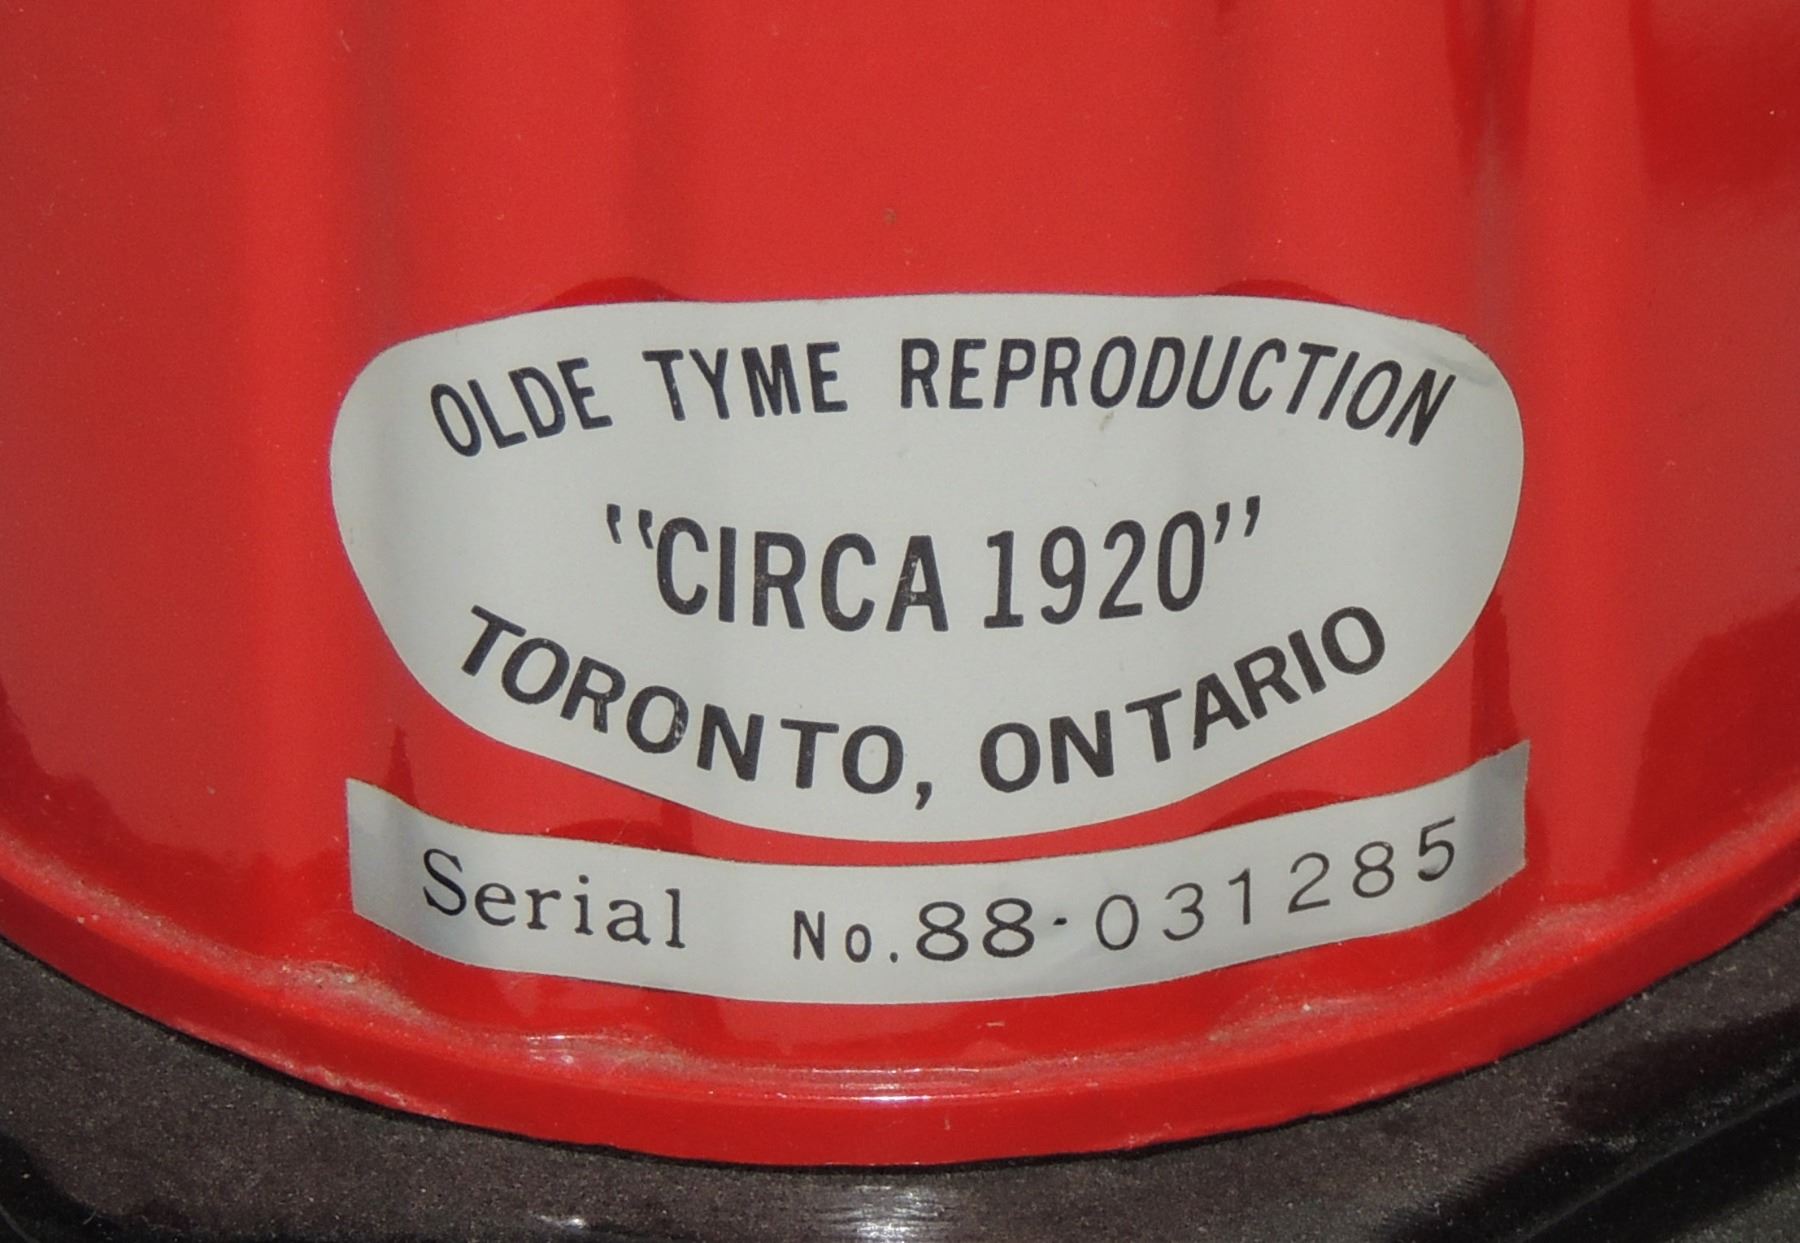 OLDE TYME REPRODUCTION
"CIRCA 1920"
TORONTO, ONTARIO
Serial No. 88-031285